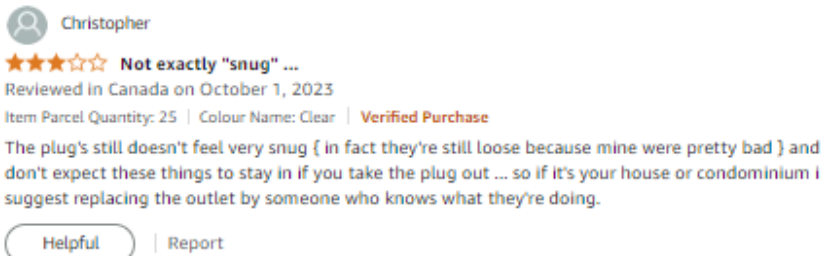 Christopher
Not exactly "snug" ...
Reviewed in Canada on October 1, 2023
Item Parcel Quantity: 25 | Colour Name: Clear | Verified Purchase
The plug's still doesn't feel very snug { in fact they're still loose because mine were pretty bad } and
don't expect these things to stay in if you take the plug out ... so if it's your house or condominium i
suggest replacing the outlet by someone who knows what they're doing.
Helpful | Report